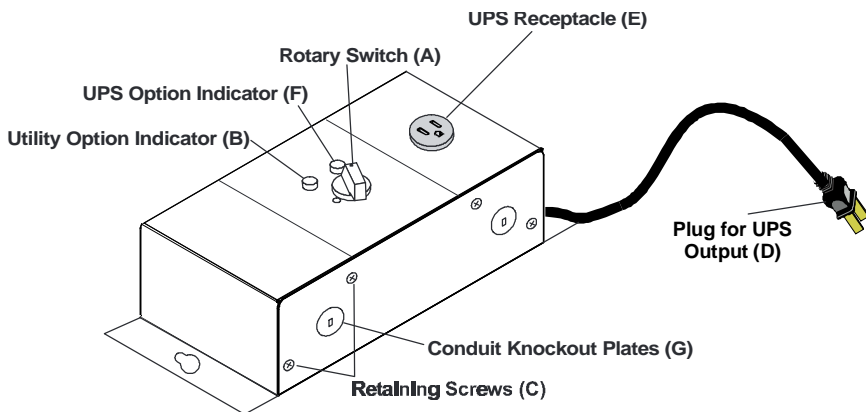 UPS Receptacle (E)
Rotary Switch (A)
UPS Option Indicator (F)
Utility Option Indicator (B)
Plug for UPS
Output (D)
Conduit Knockout Plates (G)
Retaining Screws (C)